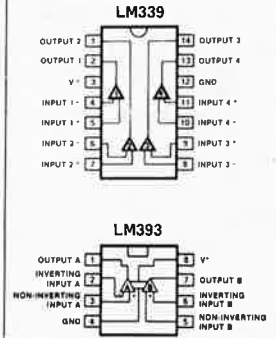 LM339
OUTPUT 2 1 14 OUTPUT 3
OUTPUT 1 2 13 OUTPUT 4
V+ 3 12 GND
INPUT 1- 4 11 INPUT 4+
INPUT 1+ 5 10 INPUT 4-
INPUT 2- 6 9 INPUT 3+
INPUT 2+ 7 8 INPUT 3-
LM393
OUTPUT A 1 8 V+
INVERTING INPUT A 2 7 OUTPUT B
NON-INVERTING INPUT A 3 6 INVERTING INPUT B
GND 4 5 NON-INVERTING INPUT B